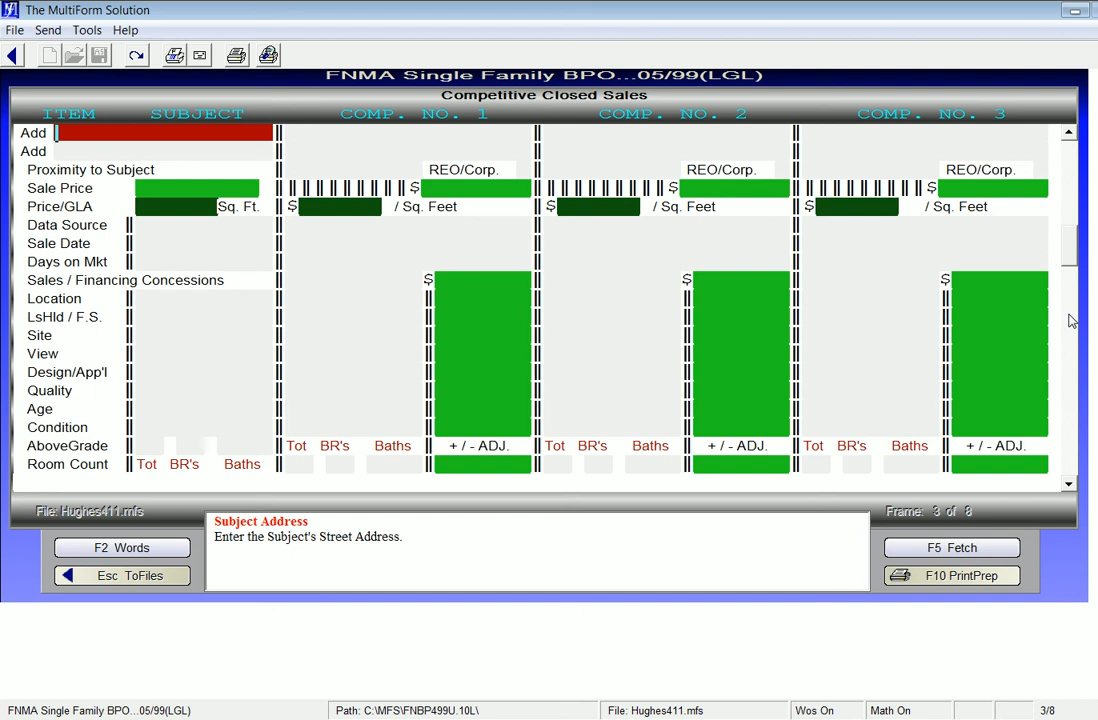 The MultiForm Solution
File Send Tools Help
FNMA Single Family BPO...05/99(LGL)
Competitive Closed Sales
ITEM SUBJECT COMP. NO. 1 COMP. NO. 2 COMP. NO. 3
Add
Add
Proximity to Subject REO/Corp. REO/Corp. REO/Corp.
Sale Price $ $ $
Price/GLA Sq. Ft. $ / Sq. Feet $ / Sq. Feet $ / Sq. Feet
Data Source
Sale Date
Days on Mkt
Sales / Financing Concessions $ $ $
Location
LsHld / F.S.
Site
View
Design/App'l
Quality
Age
Condition
AboveGrade Tot BR's Baths + / - ADJ. Tot BR's Baths + / - ADJ. Tot BR's Baths + / - ADJ.
Room Count Tot BR's Baths
File: Hughes411.mfs Frame: 3 of 8
Subject Address
Enter the Subject's Street Address.
F2 Words F5 Fetch
Esc ToFiles F10 PrintPrep
FNMA Single Family BPO...05/99(LGL) Path: C:\MFS\FNBP499U.10L\ File: Hughes411.mfs Wos On Math On 3/8